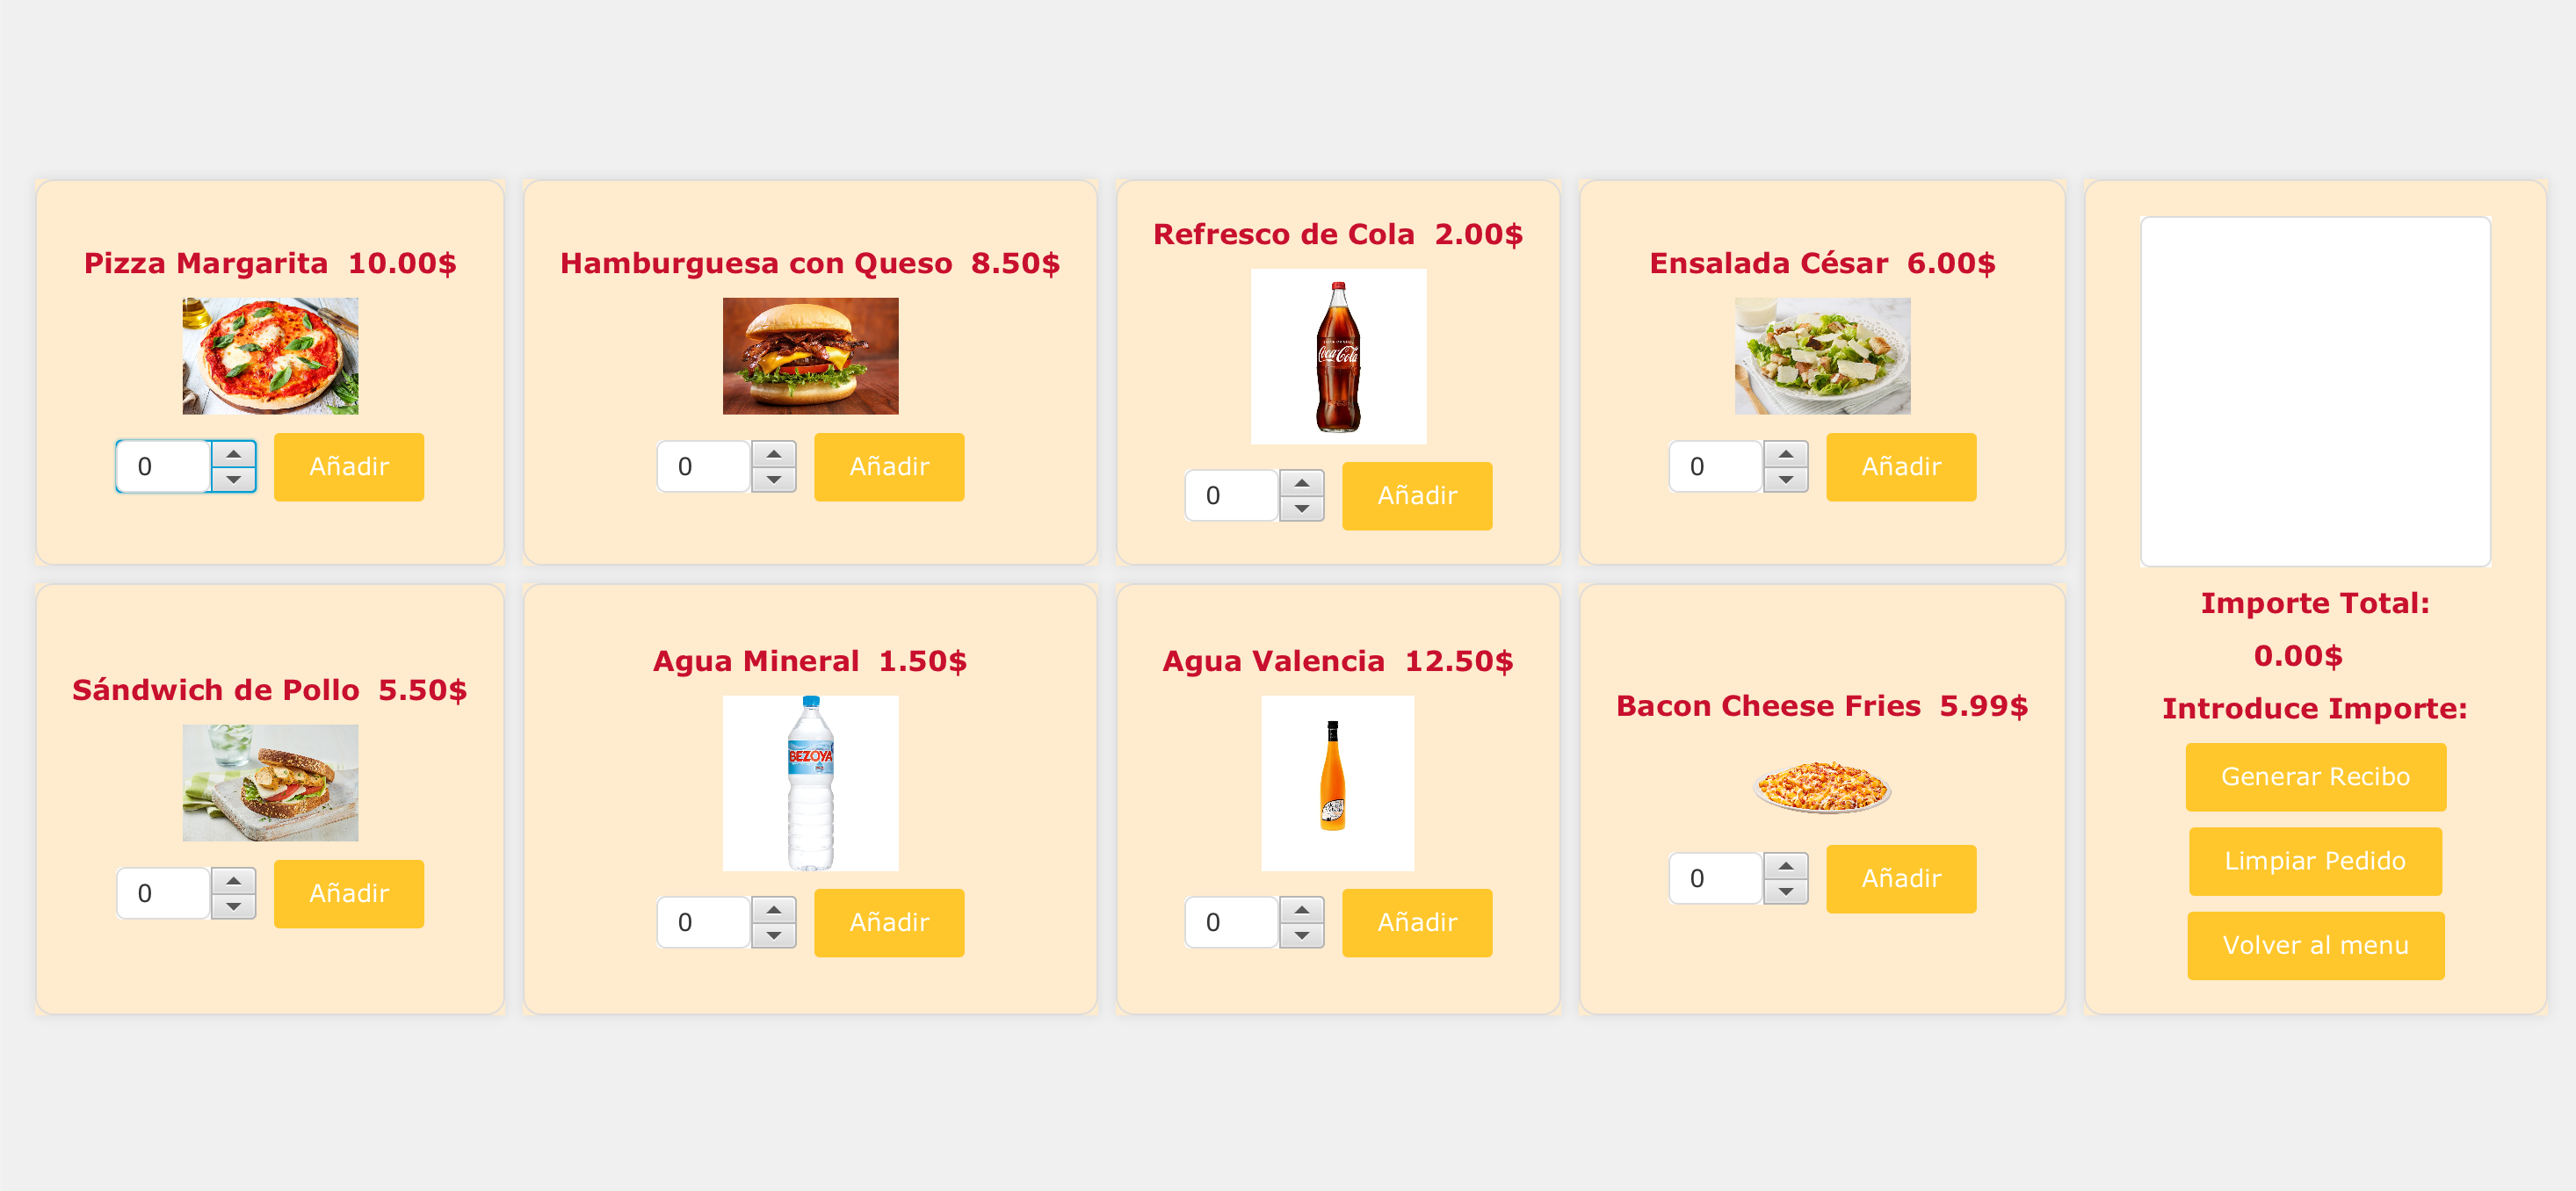 Pizza Margarita 10.00$
0
Añadir
Hamburguesa con Queso 8.50$
0
Añadir
Refresco de Cola 2.00$
Coca-Cola
0
Añadir
Ensalada César 6.00$
0
Añadir
Sándwich de Pollo 5.50$
0
Añadir
Agua Mineral 1.50$
BEZOYA
0
Añadir
Agua Valencia 12.50$
0
Añadir
Bacon Cheese Fries 5.99$
0
Añadir
Importe Total:
0.00$
Introduce Importe:
Generar Recibo
Limpiar Pedido
Volver al menu